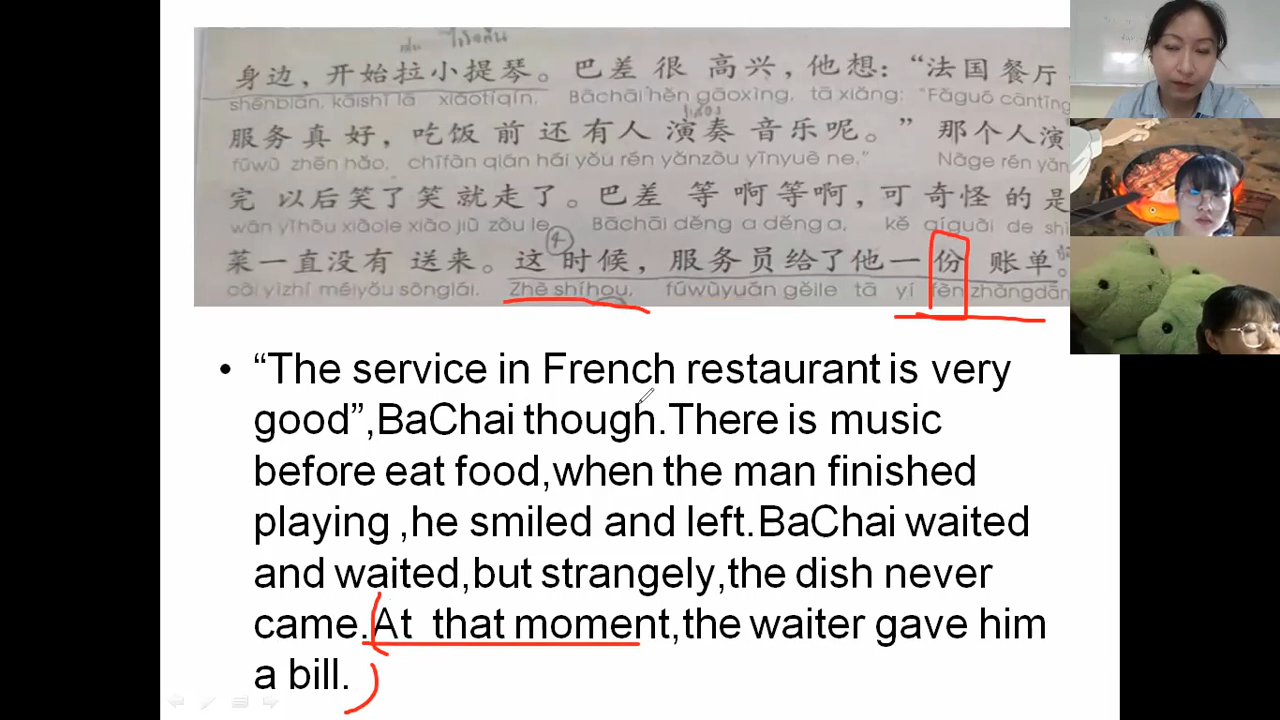 身边，开始拉小提琴。巴差很高兴，他想：“法国餐厅
shēnbiān, kāishǐ lā xiǎotíqín. Bāchāi hěn gāoxìng, tā xiǎng: “Fǎguó cāntīng
服务真好，吃饭前还有人演奏音乐呢。” 那个人演
fúwù zhēn hǎo, chīfàn qián hái yǒu rén yǎnzòu yīnyuè ne.” Nàge rén yǎn
完以后笑了笑就走了。巴差等啊等啊，可奇怪的是
wán yǐhòu xiàole xiào jiù zǒu le. Bāchāi děng a děng a, kě qíguài de shì
④
菜一直没有送来。这时候，服务员给了他一份账单
cài yìzhí méiyǒu sònglái. Zhè shíhou, fúwùyuán gěile tā yí fèn zhàngdān
• “The service in French restaurant is very
good”,BaChai though.There is music
before eat food,when the man finished
playing ,he smiled and left.BaChai waited
and waited,but strangely,the dish never
came.At that moment,the waiter gave him
a bill.